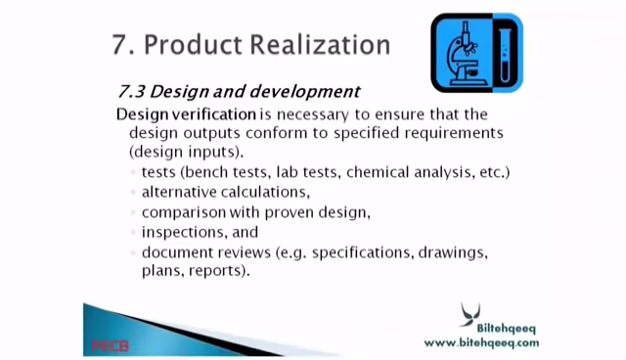 7. Product Realization
7.3 Design and development
Design verification is necessary to ensure that the
design outputs conform to specified requirements
(design inputs).
tests (bench tests, lab tests, chemical analysis, etc.)
alternative calculations,
comparison with proven design,
inspections, and
document reviews (e.g. specifications, drawings,
plans, reports).
PECB
Biltehqeeq
www.bitehqeeq.com